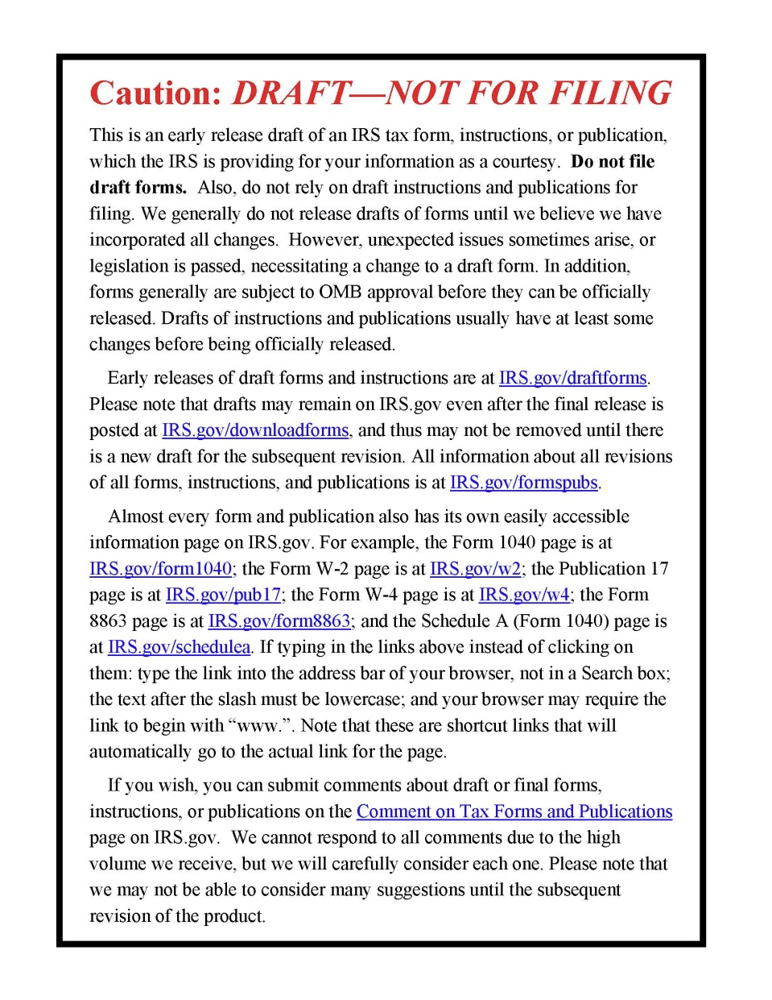 Caution: DRAFT—NOT FOR FILING
This is an early release draft of an IRS tax form, instructions, or publication,
which the IRS is providing for your information as a courtesy.  Do not file
draft forms.  Also, do not rely on draft instructions and publications for
filing. We generally do not release drafts of forms until we believe we have
incorporated all changes.  However, unexpected issues sometimes arise, or
legislation is passed, necessitating a change to a draft form. In addition,
forms generally are subject to OMB approval before they can be officially
released. Drafts of instructions and publications usually have at least some
changes before being officially released.
Early releases of draft forms and instructions are at IRS.gov/draftforms.
Please note that drafts may remain on IRS.gov even after the final release is
posted at IRS.gov/downloadforms, and thus may not be removed until there
is a new draft for the subsequent revision. All information about all revisions
of all forms, instructions, and publications is at IRS.gov/formspubs.
Almost every form and publication also has its own easily accessible
information page on IRS.gov. For example, the Form 1040 page is at
IRS.gov/form1040; the Form W-2 page is at IRS.gov/w2; the Publication 17
page is at IRS.gov/pub17; the Form W-4 page is at IRS.gov/w4; the Form
8863 page is at IRS.gov/form8863; and the Schedule A (Form 1040) page is
at IRS.gov/schedulea. If typing in the links above instead of clicking on
them: type the link into the address bar of your browser, not in a Search box;
the text after the slash must be lowercase; and your browser may require the
link to begin with “www.”. Note that these are shortcut links that will
automatically go to the actual link for the page.
If you wish, you can submit comments about draft or final forms,
instructions, or publications on the Comment on Tax Forms and Publications
page on IRS.gov.  We cannot respond to all comments due to the high
volume we receive, but we will carefully consider each one. Please note that
we may not be able to consider many suggestions until the subsequent
revision of the product.